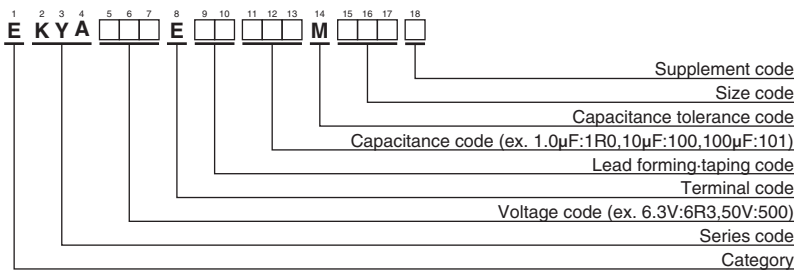 1 2 3 4 5 6 7 8 9 10 11 12 13 14 15 16 17 18
E KYA E M
Supplement code
Size code
Capacitance tolerance code
Capacitance code (ex. 1.0μF:1R0,10μF:100,100μF:101)
Lead forming·taping code
Terminal code
Voltage code (ex. 6.3V:6R3,50V:500)
Series code
Category